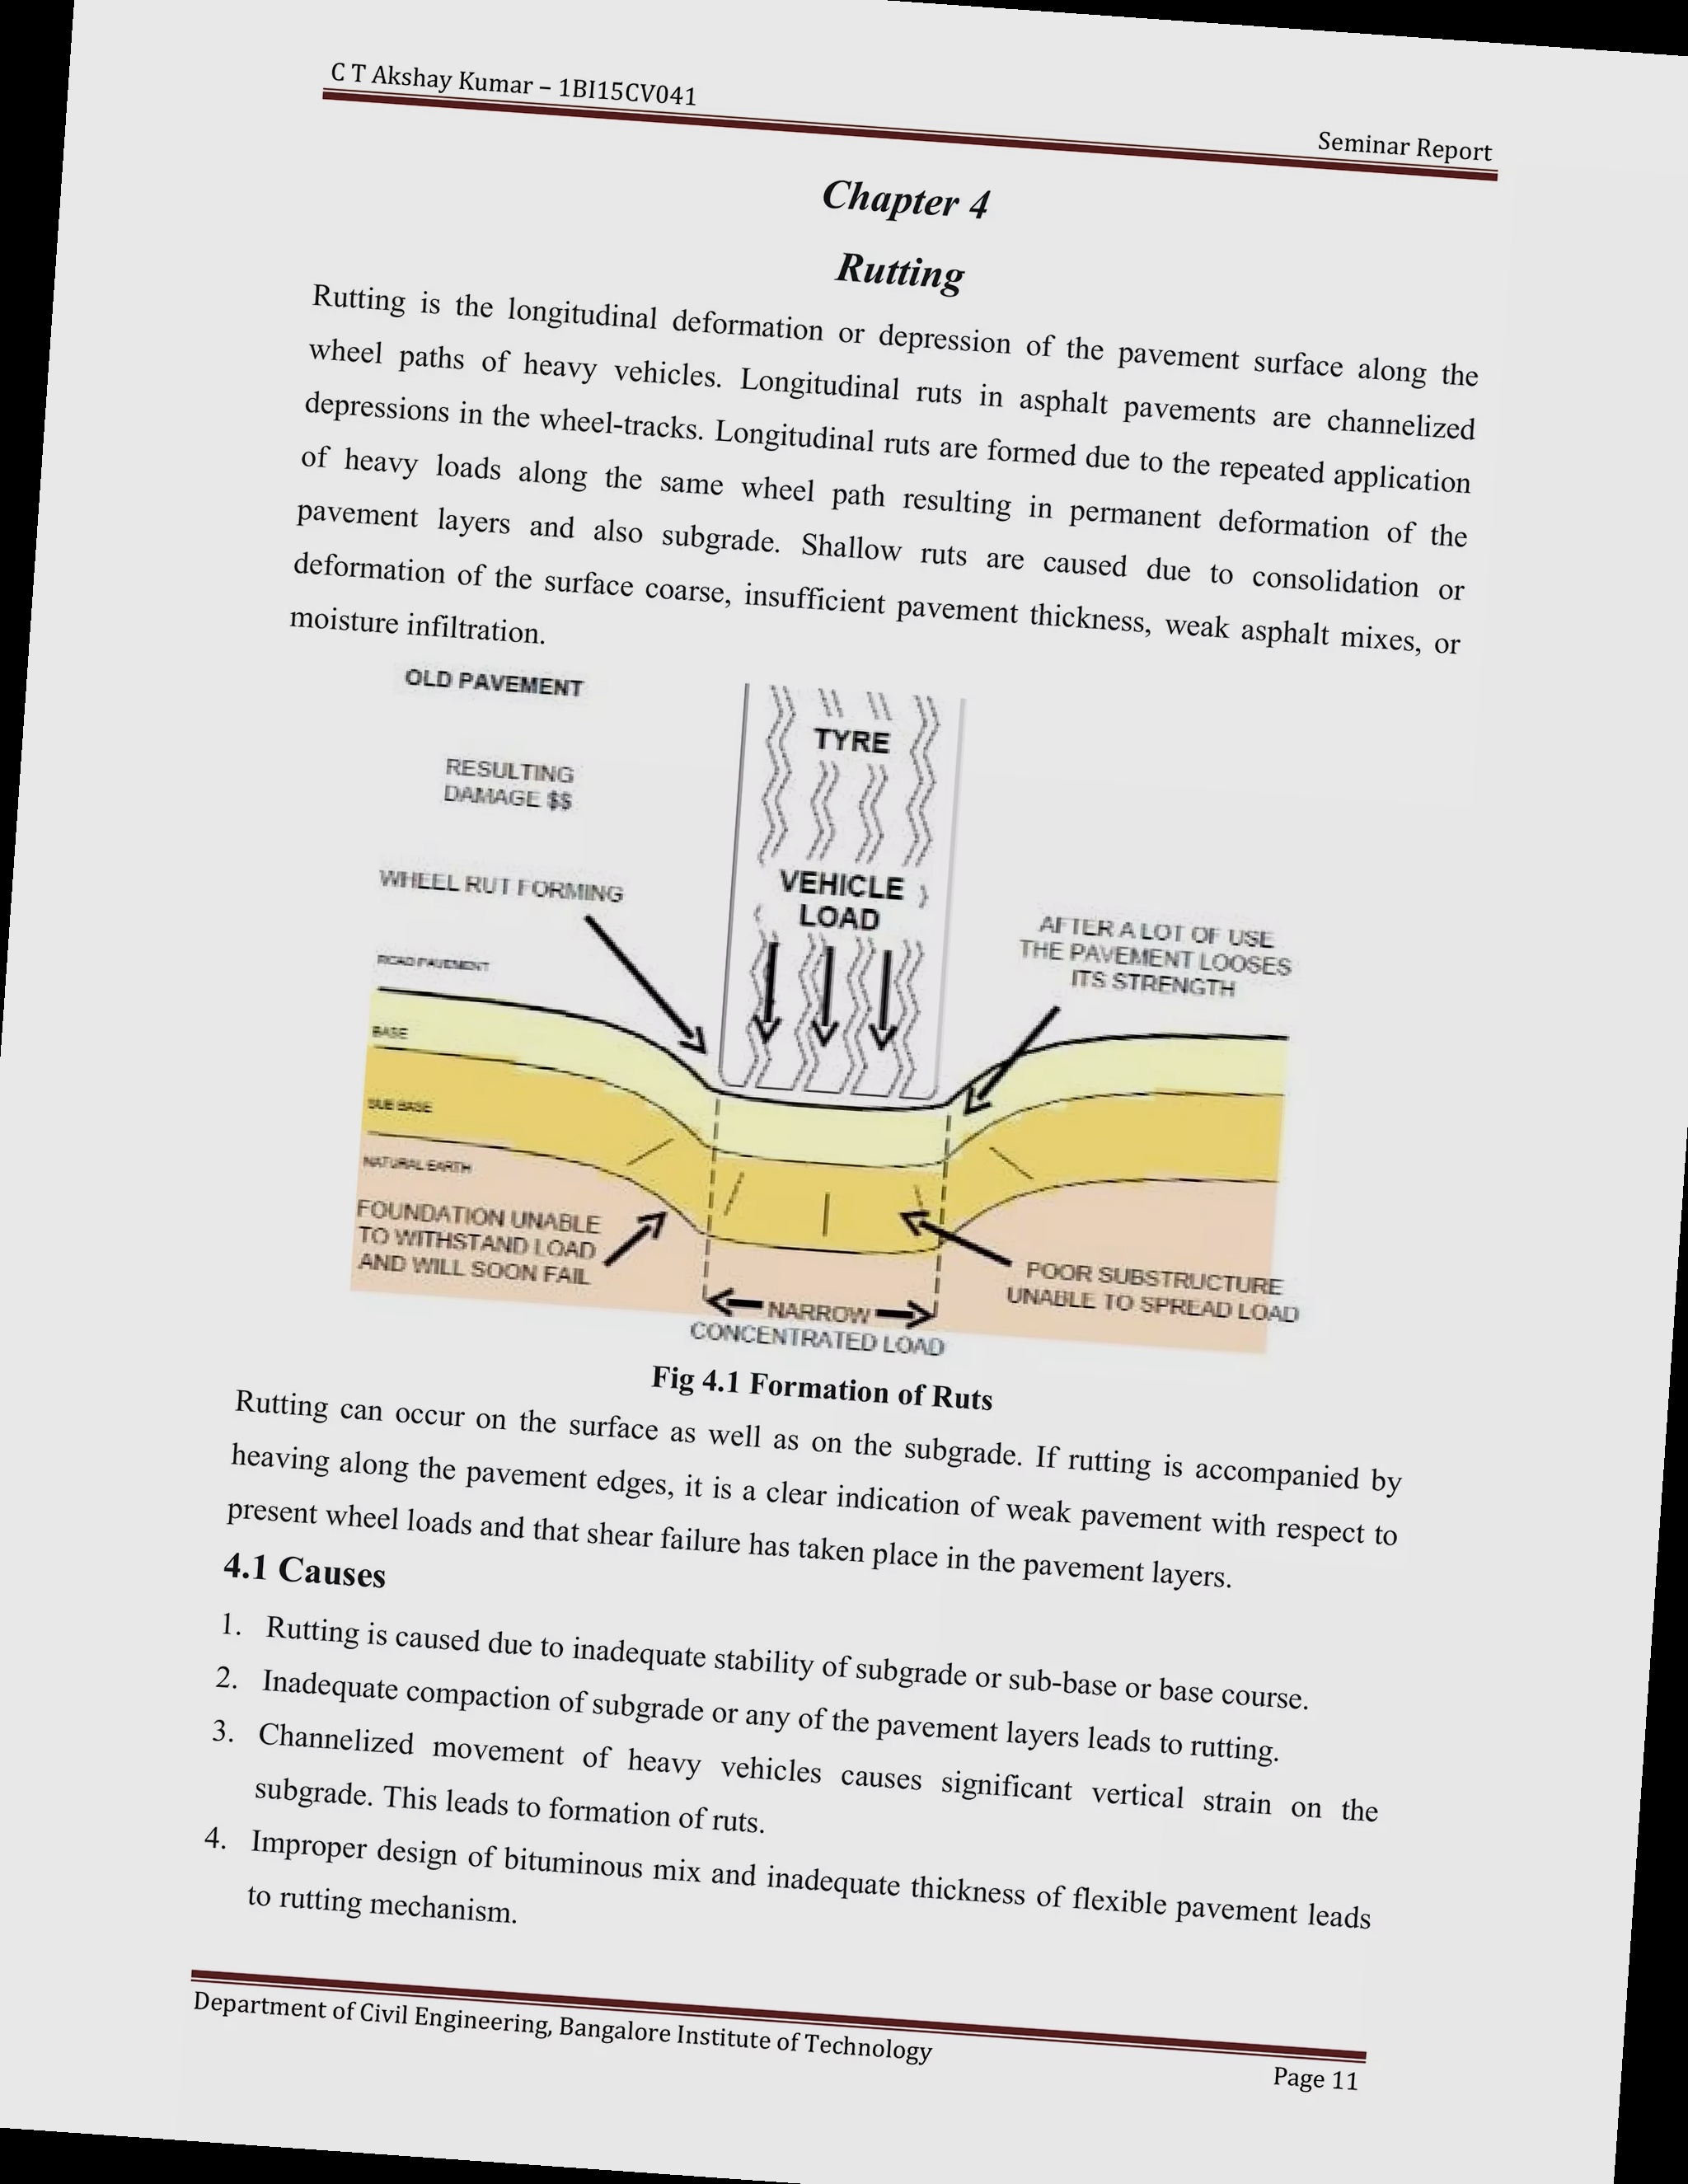 C T Akshay Kumar – 1BI15CV041
Seminar Report
Chapter 4
Rutting
Rutting is the longitudinal deformation or depression of the pavement surface along the
wheel paths of heavy vehicles. Longitudinal ruts in asphalt pavements are channelized
depressions in the wheel-tracks. Longitudinal ruts are formed due to the repeated application
of heavy loads along the same wheel path resulting in permanent deformation of the
pavement layers and also subgrade. Shallow ruts are caused due to consolidation or
deformation of the surface coarse, insufficient pavement thickness, weak asphalt mixes, or
moisture infiltration.
OLD PAVEMENT
TYRE
RESULTING
DAMAGE $$
WHEEL RUT FORMING
VEHICLE
LOAD
AFTER A LOT OF USE
THE PAVEMENT LOOSES
ITS STRENGTH
ROAD PAVEMENT
BASE
SUB BASE
NATURAL EARTH
FOUNDATION UNABLE
TO WITHSTAND LOAD
AND WILL SOON FAIL
POOR SUBSTRUCTURE
UNABLE TO SPREAD LOAD
NARROW
CONCENTRATED LOAD
Fig 4.1 Formation of Ruts
Rutting can occur on the surface as well as on the subgrade. If rutting is accompanied by
heaving along the pavement edges, it is a clear indication of weak pavement with respect to
present wheel loads and that shear failure has taken place in the pavement layers.
4.1 Causes
1. Rutting is caused due to inadequate stability of subgrade or sub-base or base course.
2. Inadequate compaction of subgrade or any of the pavement layers leads to rutting.
3. Channelized movement of heavy vehicles causes significant vertical strain on the
subgrade. This leads to formation of ruts.
4. Improper design of bituminous mix and inadequate thickness of flexible pavement leads
to rutting mechanism.
Department of Civil Engineering, Bangalore Institute of Technology
Page 11